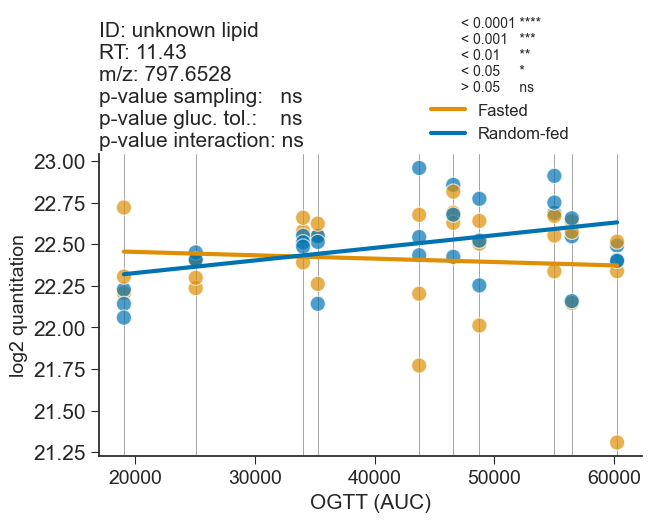 ID: unknown lipid
RT: 11.43
m/z: 797.6528
p-value sampling: ns
p-value gluc. tol.: ns
p-value interaction: ns
< 0.0001 ****
< 0.001 ***
< 0.01 **
< 0.05 *
> 0.05 ns
Fasted
Random-fed
log2 quantitation
23.00
22.75
22.50
22.25
22.00
21.75
21.50
21.25
20000 30000 40000 50000 60000
OGTT (AUC)